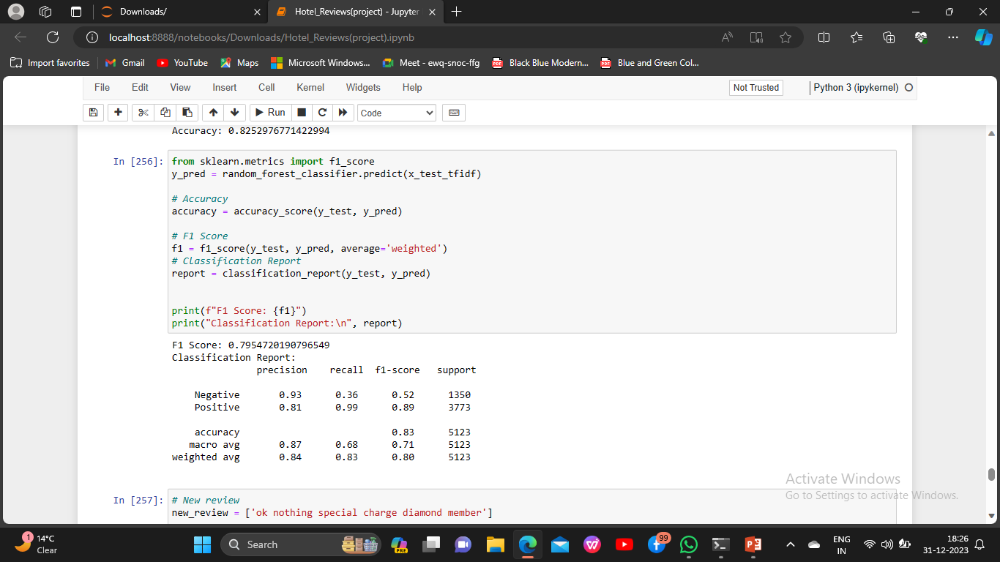 Downloads/
Hotel_Reviews(project) - Jupyter
localhost:8888/notebooks/Downloads/Hotel_Reviews(project).ipynb
Import favorites
Gmail
YouTube
Maps
Microsoft Windows...
Meet - ewq-snoc-ffg
PDF
Black Blue Modern...
PDF
Blue and Green Col...
File Edit View Insert Cell Kernel Widgets Help
Not Trusted
Python 3 (ipykernel)
Run
Code
Accuracy: 0.8252976771422994
In [256]:
from sklearn.metrics import f1_score
y_pred = random_forest_classifier.predict(x_test_tfidf)
# Accuracy
accuracy = accuracy_score(y_test, y_pred)
# F1 Score
f1 = f1_score(y_test, y_pred, average='weighted')
# Classification Report
report = classification_report(y_test, y_pred)
print(f"F1 Score: {f1}")
print("Classification Report:\n", report)
F1 Score: 0.7954720190796549
Classification Report:
precision recall f1-score support
Negative 0.93 0.36 0.52 1350
Positive 0.81 0.99 0.89 3773
accuracy 0.83 5123
macro avg 0.87 0.68 0.71 5123
weighted avg 0.84 0.83 0.80 5123
In [257]:
# New review
new_review = ['ok nothing special charge diamond member']
Activate Windows
Go to Settings to activate Windows.
1
14°C
Clear
Search
PRE
99
ENG
IN
18:26
31-12-2023